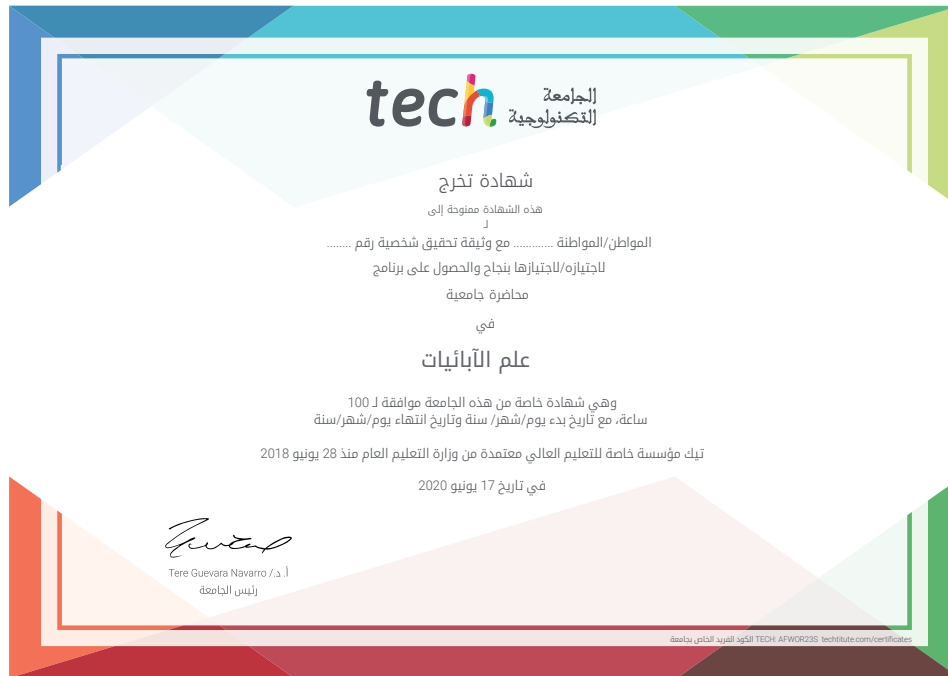 tech الجامعة
التكنولوجية
شهادة تخرج
هذه الشهادة ممنوحة إلى
لـ
المواطن/المواطنة ............. مع وثيقة تحقيق شخصية رقم ........
لاجتيازه/لاجتيازها بنجاح والحصول على برنامج
محاضرة جامعية
في
علم الآبائيات
وهي شهادة خاصة من هذه الجامعة موافقة لـ 100
ساعة، مع تاريخ بدء يوم/شهر/ سنة وتاريخ انتهاء يوم/شهر/سنة
تيك مؤسسة خاصة للتعليم العالي معتمدة من وزارة التعليم العام منذ 28 يونيو 2018
في تاريخ 17 يونيو 2020
أ. د./ Tere Guevara Navarro
رئيس الجامعة
الكود الفريد الخاص بجامعة TECH: AFWOR23S techtitute.com/certificates